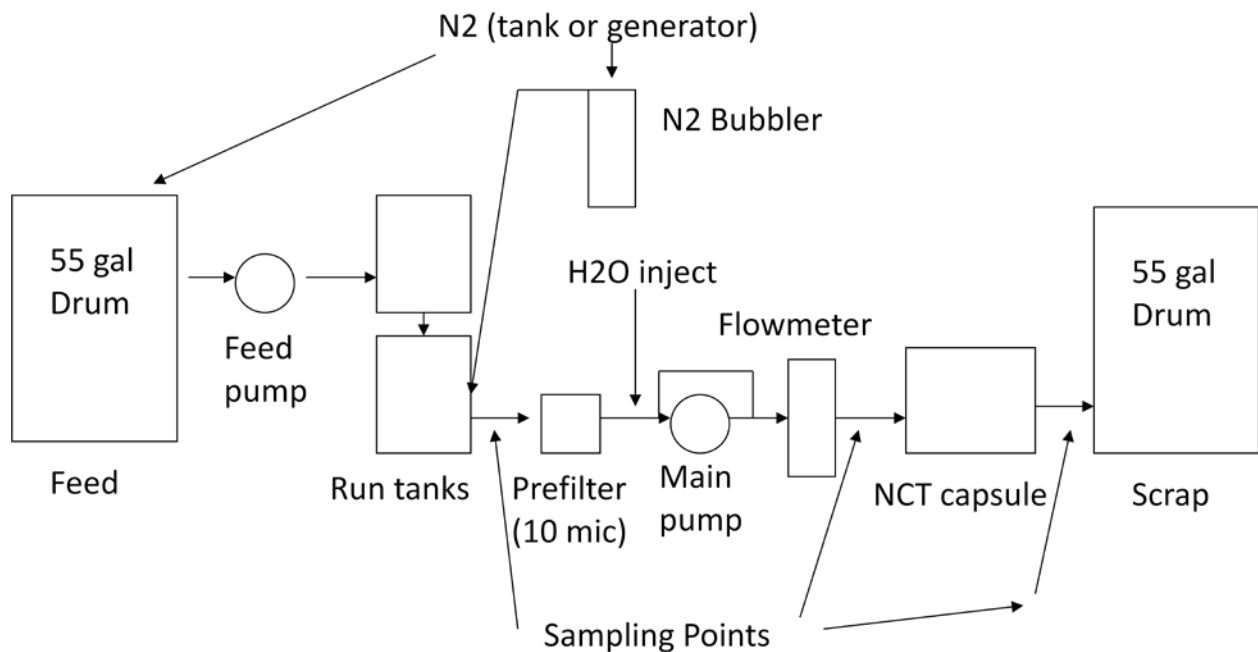 N2 (tank or generator)
N2 Bubbler
55 gal
Drum
Feed
pump
H2O inject
Flowmeter
55 gal
Drum
Feed
Run tanks
Prefilter
(10 mic)
Main
pump
NCT capsule
Scrap
Sampling Points